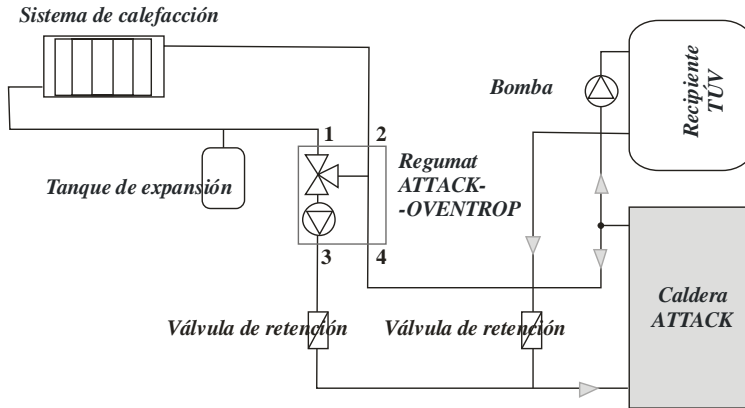 Sistema de calefacción
Bomba
Recipiente
TÚV
1
2
Tanque de expansión
Regumat
ATTACK-
-OVENTROP
3
4
Válvula de retención
Válvula de retención
Caldera
ATTACK